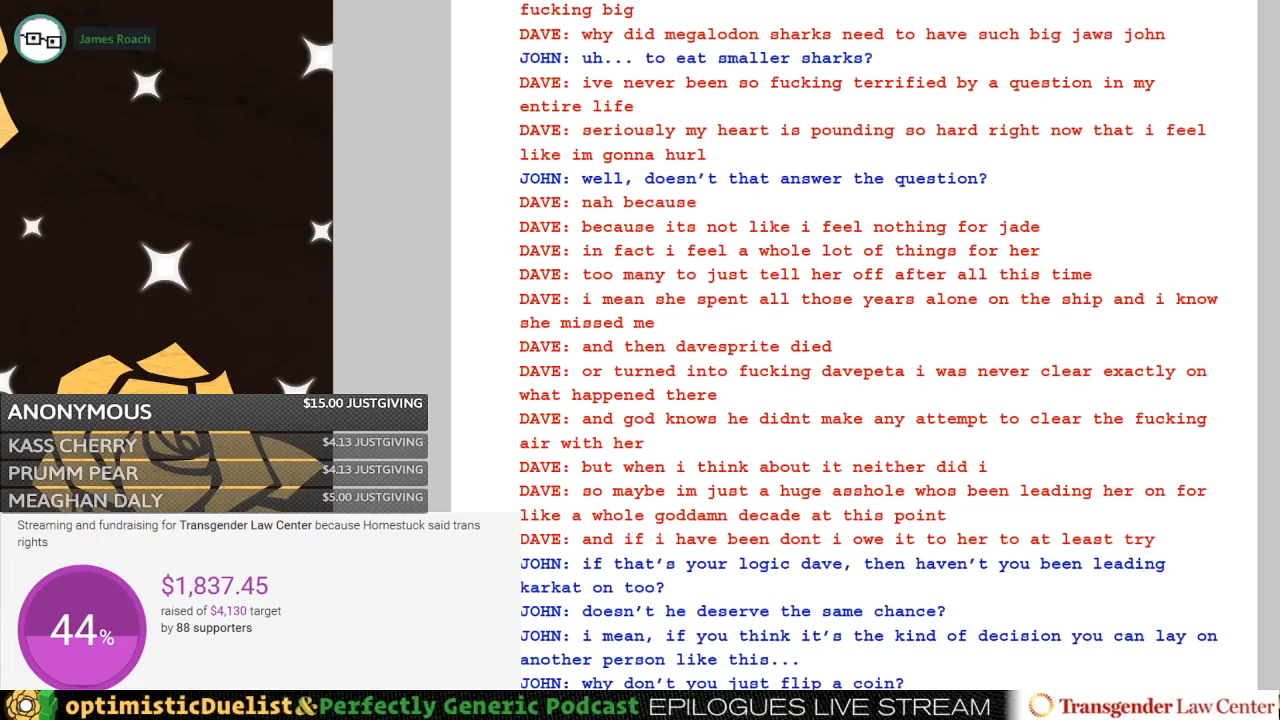 James Roach
fucking big
DAVE: why did megalodon sharks need to have such big jaws john
JOHN: uh... to eat smaller sharks?
DAVE: ive never been so fucking terrified by a question in my
entire life
DAVE: seriously my heart is pounding so hard right now that i feel
like im gonna hurl
JOHN: well, doesn’t that answer the question?
DAVE: nah because
DAVE: because its not like i feel nothing for jade
DAVE: in fact i feel a whole lot of things for her
DAVE: too many to just tell her off after all this time
DAVE: i mean she spent all those years alone on the ship and i know
she missed me
DAVE: and then davesprite died
DAVE: or turned into fucking davepeta i was never clear exactly on
what happened there
DAVE: and god knows he didnt make any attempt to clear the fucking
air with her
DAVE: but when i think about it neither did i
DAVE: so maybe im just a huge asshole whos been leading her on for
like a whole goddamn decade at this point
DAVE: and if i have been dont i owe it to her to at least try
JOHN: if that’s your logic dave, then haven’t you been leading
karkat on too?
JOHN: doesn’t he deserve the same chance?
JOHN: i mean, if you think it’s the kind of decision you can lay on
another person like this...
JOHN: why don’t you just flip a coin?
ANONYMOUS $15.00 JUSTGIVING
KASS CHERRY $4.13 JUSTGIVING
PRUMM PEAR $4.13 JUSTGIVING
MEAGHAN DALY $5.00 JUSTGIVING
Streaming and fundraising for Transgender Law Center because Homestuck said trans
rights
44%
$1,837.45
raised of $4,130 target
by 88 supporters
optimisticDuelist&Perfectly Generic Podcast EPILOGUES LIVE STREAM
Transgender Law Center